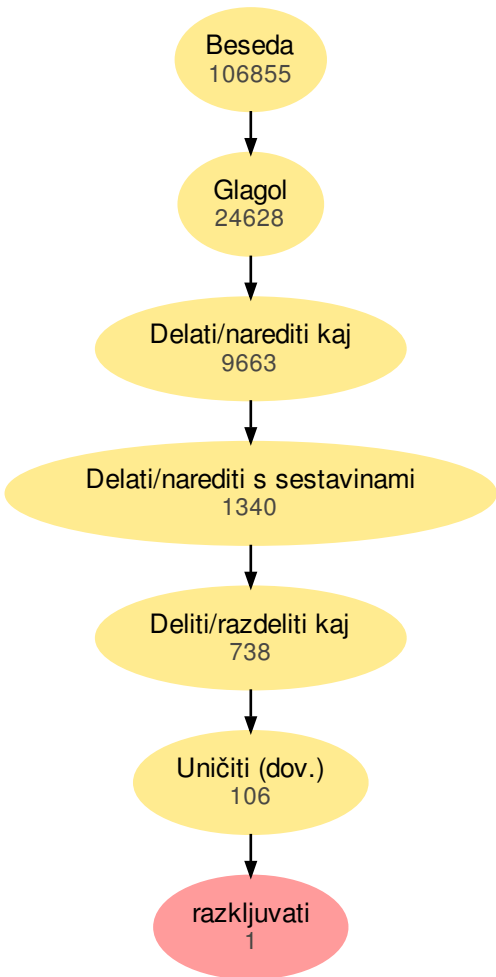 Beseda
106855
Glagol
24628
Delati/narediti kaj
9663
Delati/narediti s sestavinami
1340
Deliti/razdeliti kaj
738
Uničiti (dov.)
106
razkljuvati
1